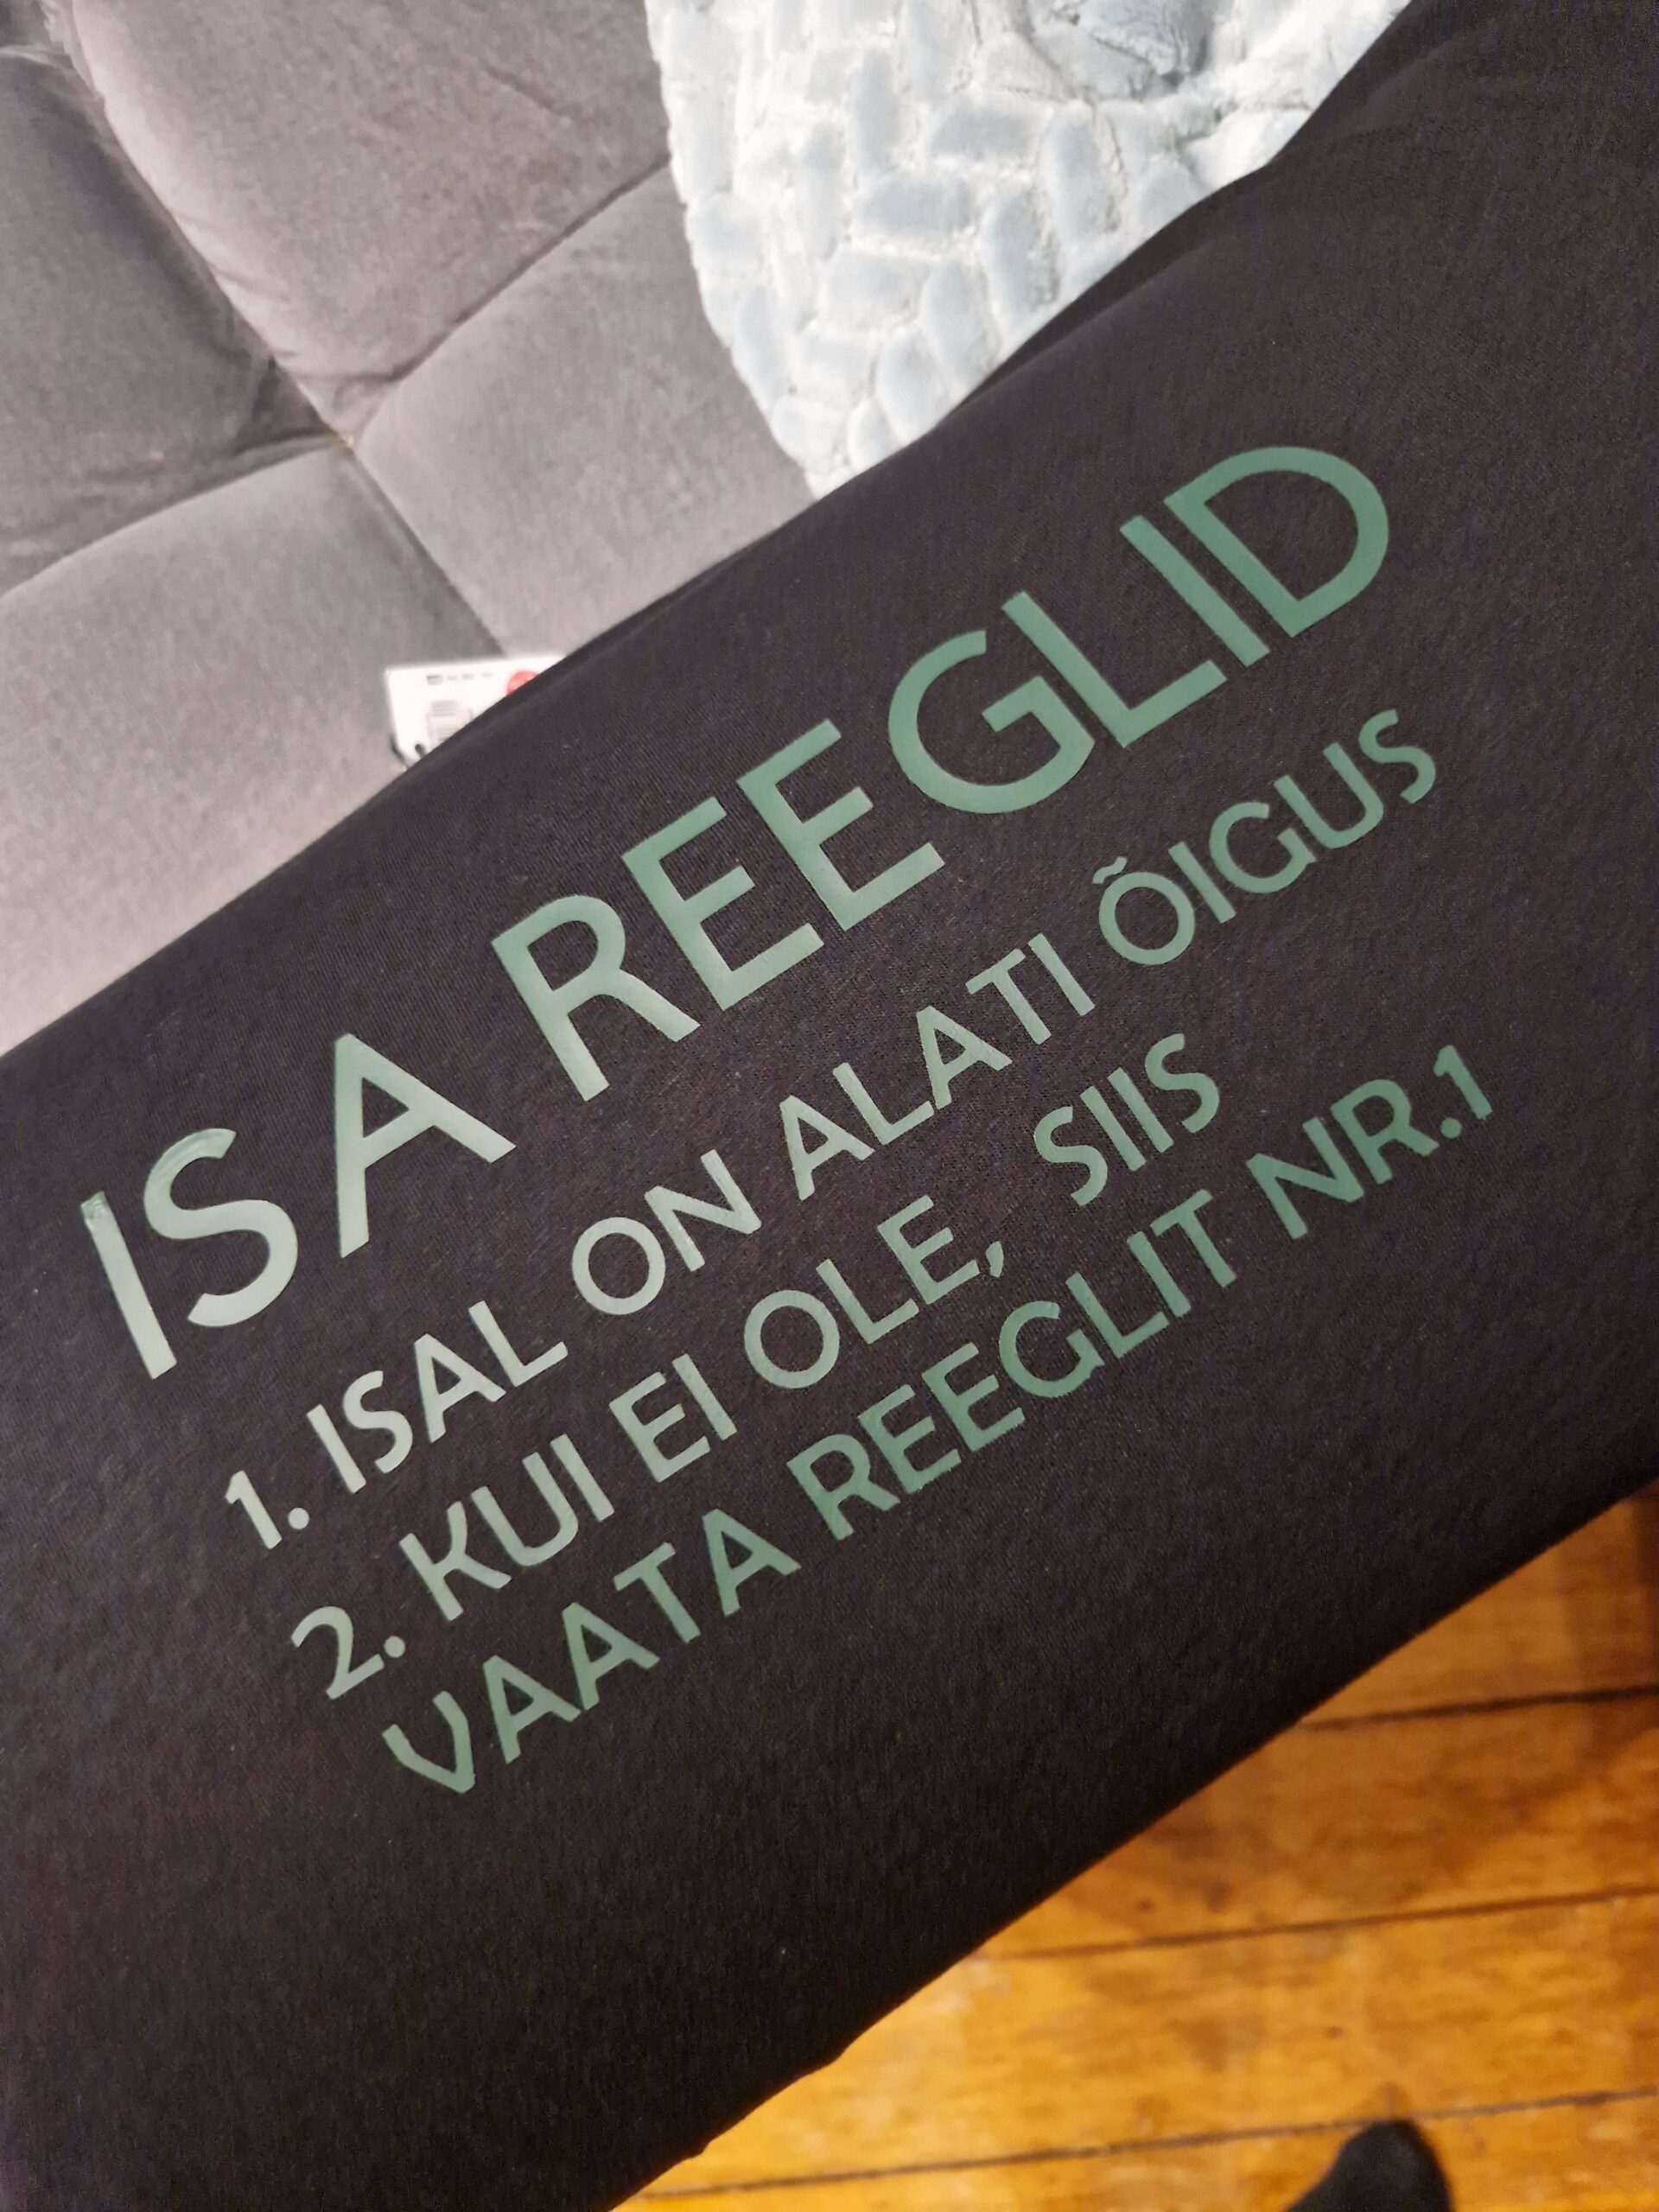 ISA REEGLID
1. ISAL ON ALATI ÕIGUS
2. KUI EI OLE, SIIS
VAATA REEGLIT NR.1